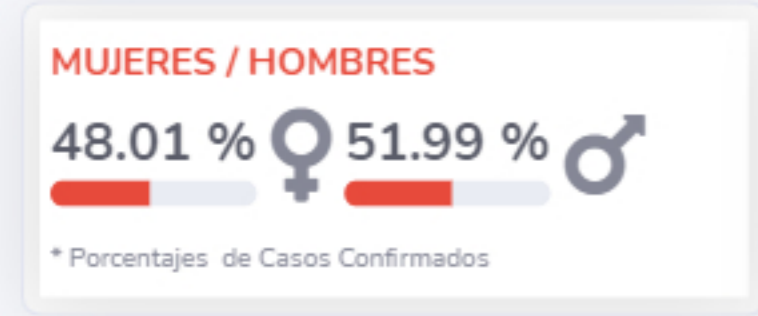 MUJERES / HOMBRES
48.01 % 51.99 %
* Porcentajes de Casos Confirmados